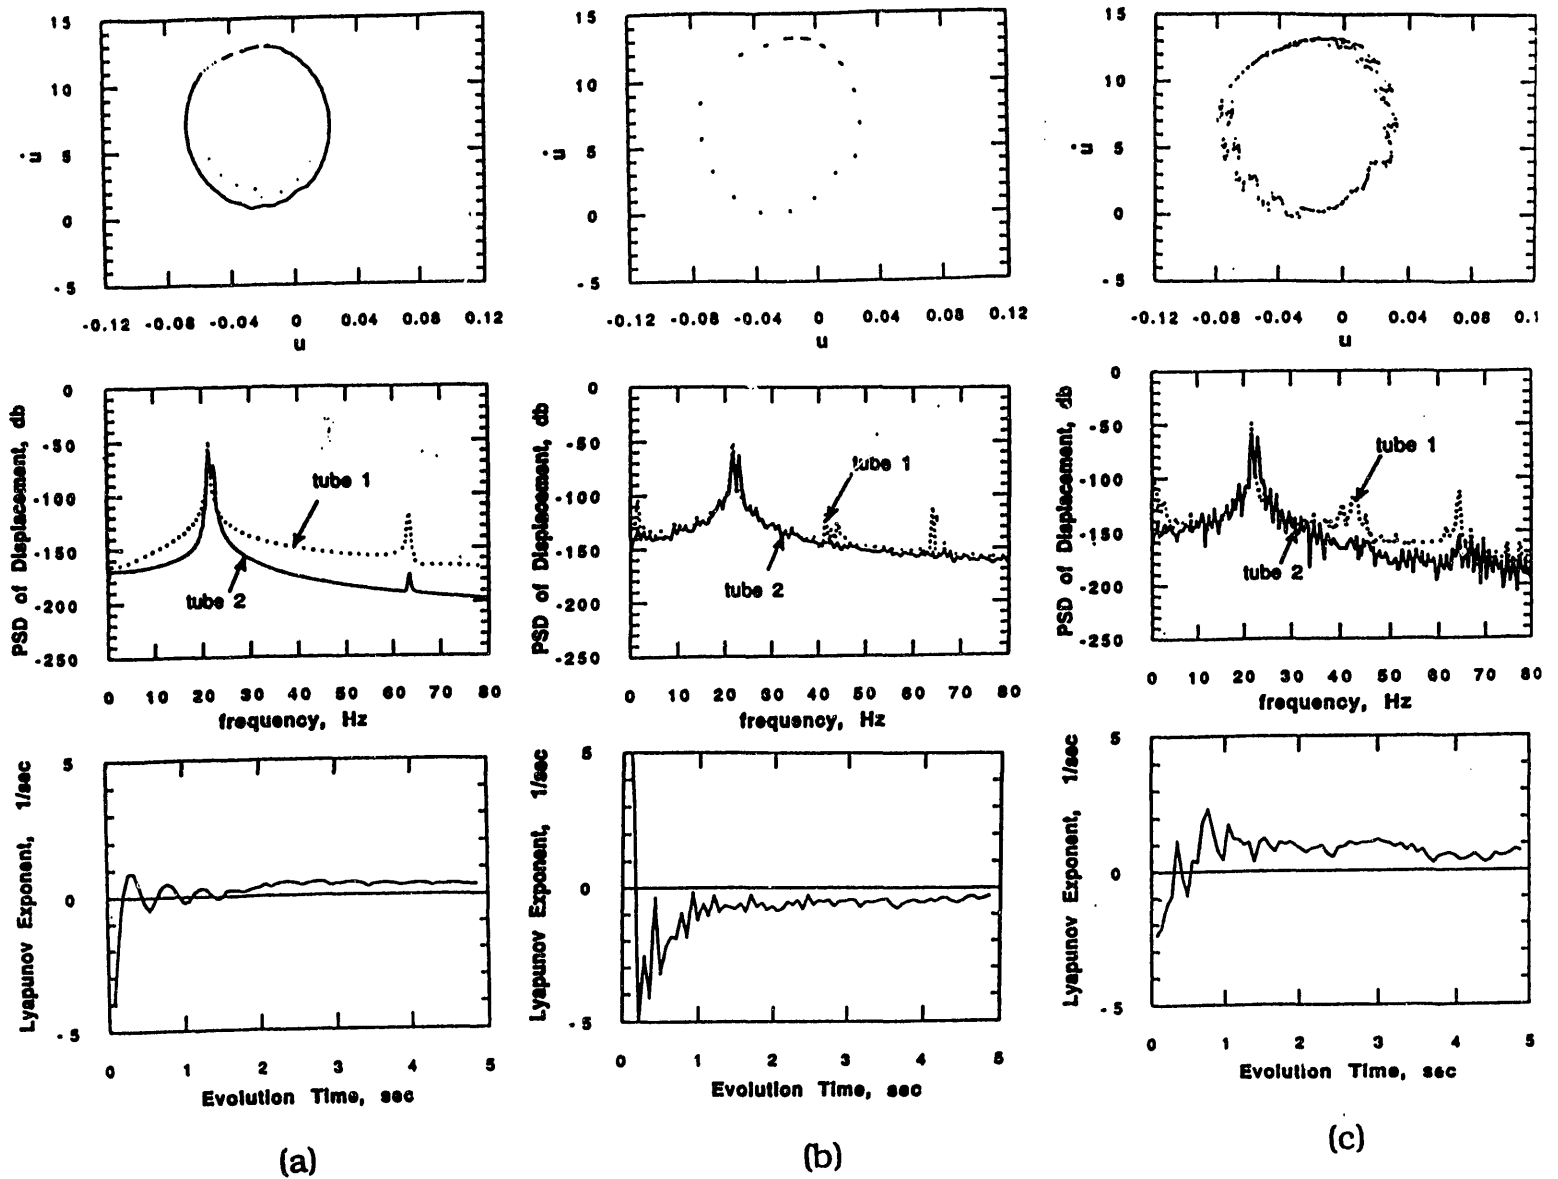 15
10
5
0
-5
u̇
-0.12 -0.08 -0.04 0 0.04 0.08 0.12
u
15
10
5
0
-5
u̇
-0.12 -0.08 -0.04 0 0.04 0.08 0.12
u
15
10
5
0
-5
u̇
-0.12 -0.08 -0.04 0 0.04 0.08 0.1
u
PSD of Displacement, db
0
-50
-100
-150
-200
-250
tube 1
tube 2
0 10 20 30 40 50 60 70 80
frequency, Hz
PSD of Displacement, db
0
-50
-100
-150
-200
-250
tube 1
tube 2
0 10 20 30 40 50 60 70 80
frequency, Hz
PSD of Displacement, db
0
-50
-100
-150
-200
-250
tube 1
tube 2
0 10 20 30 40 50 60 70 80
frequency, Hz
Lyapunov Exponent, 1/sec
5
0
-5
0 1 2 3 4 5
Evolution Time, sec
(a)
Lyapunov Exponent, 1/sec
5
0
-5
0 1 2 3 4 5
Evolution Time, sec
(b)
Lyapunov Exponent, 1/sec
5
0
-5
0 1 2 3 4 5
Evolution Time, sec
(c)